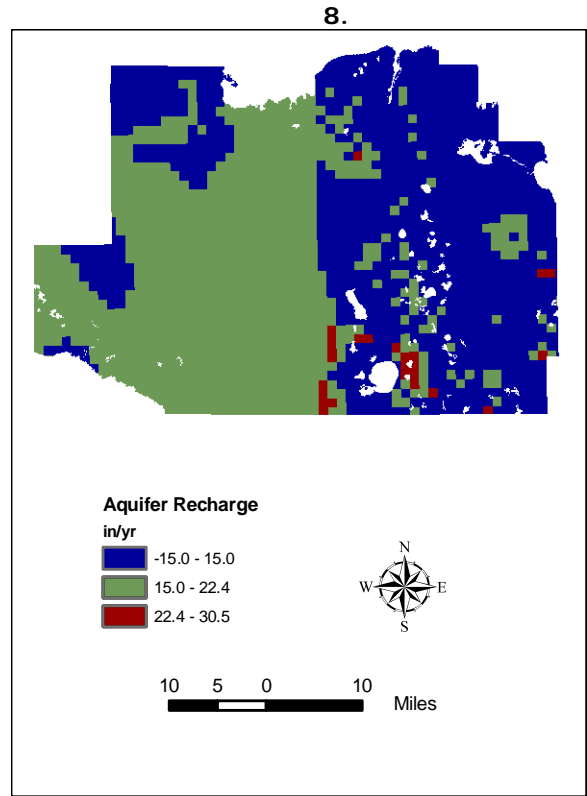 8.
Aquifer Recharge
in/yr
-15.0 - 15.0
15.0 - 22.4
22.4 - 30.5
N
W E
S
10 5 0 10
Miles